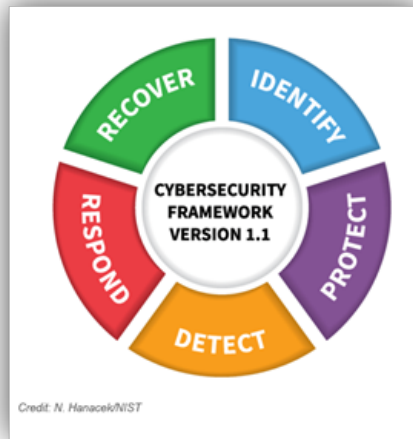 RECOVER
IDENTIFY
CYBERSECURITY
FRAMEWORK
VERSION 1.1
RESPOND
PROTECT
DETECT
Credit: N. Hanacek/NIST